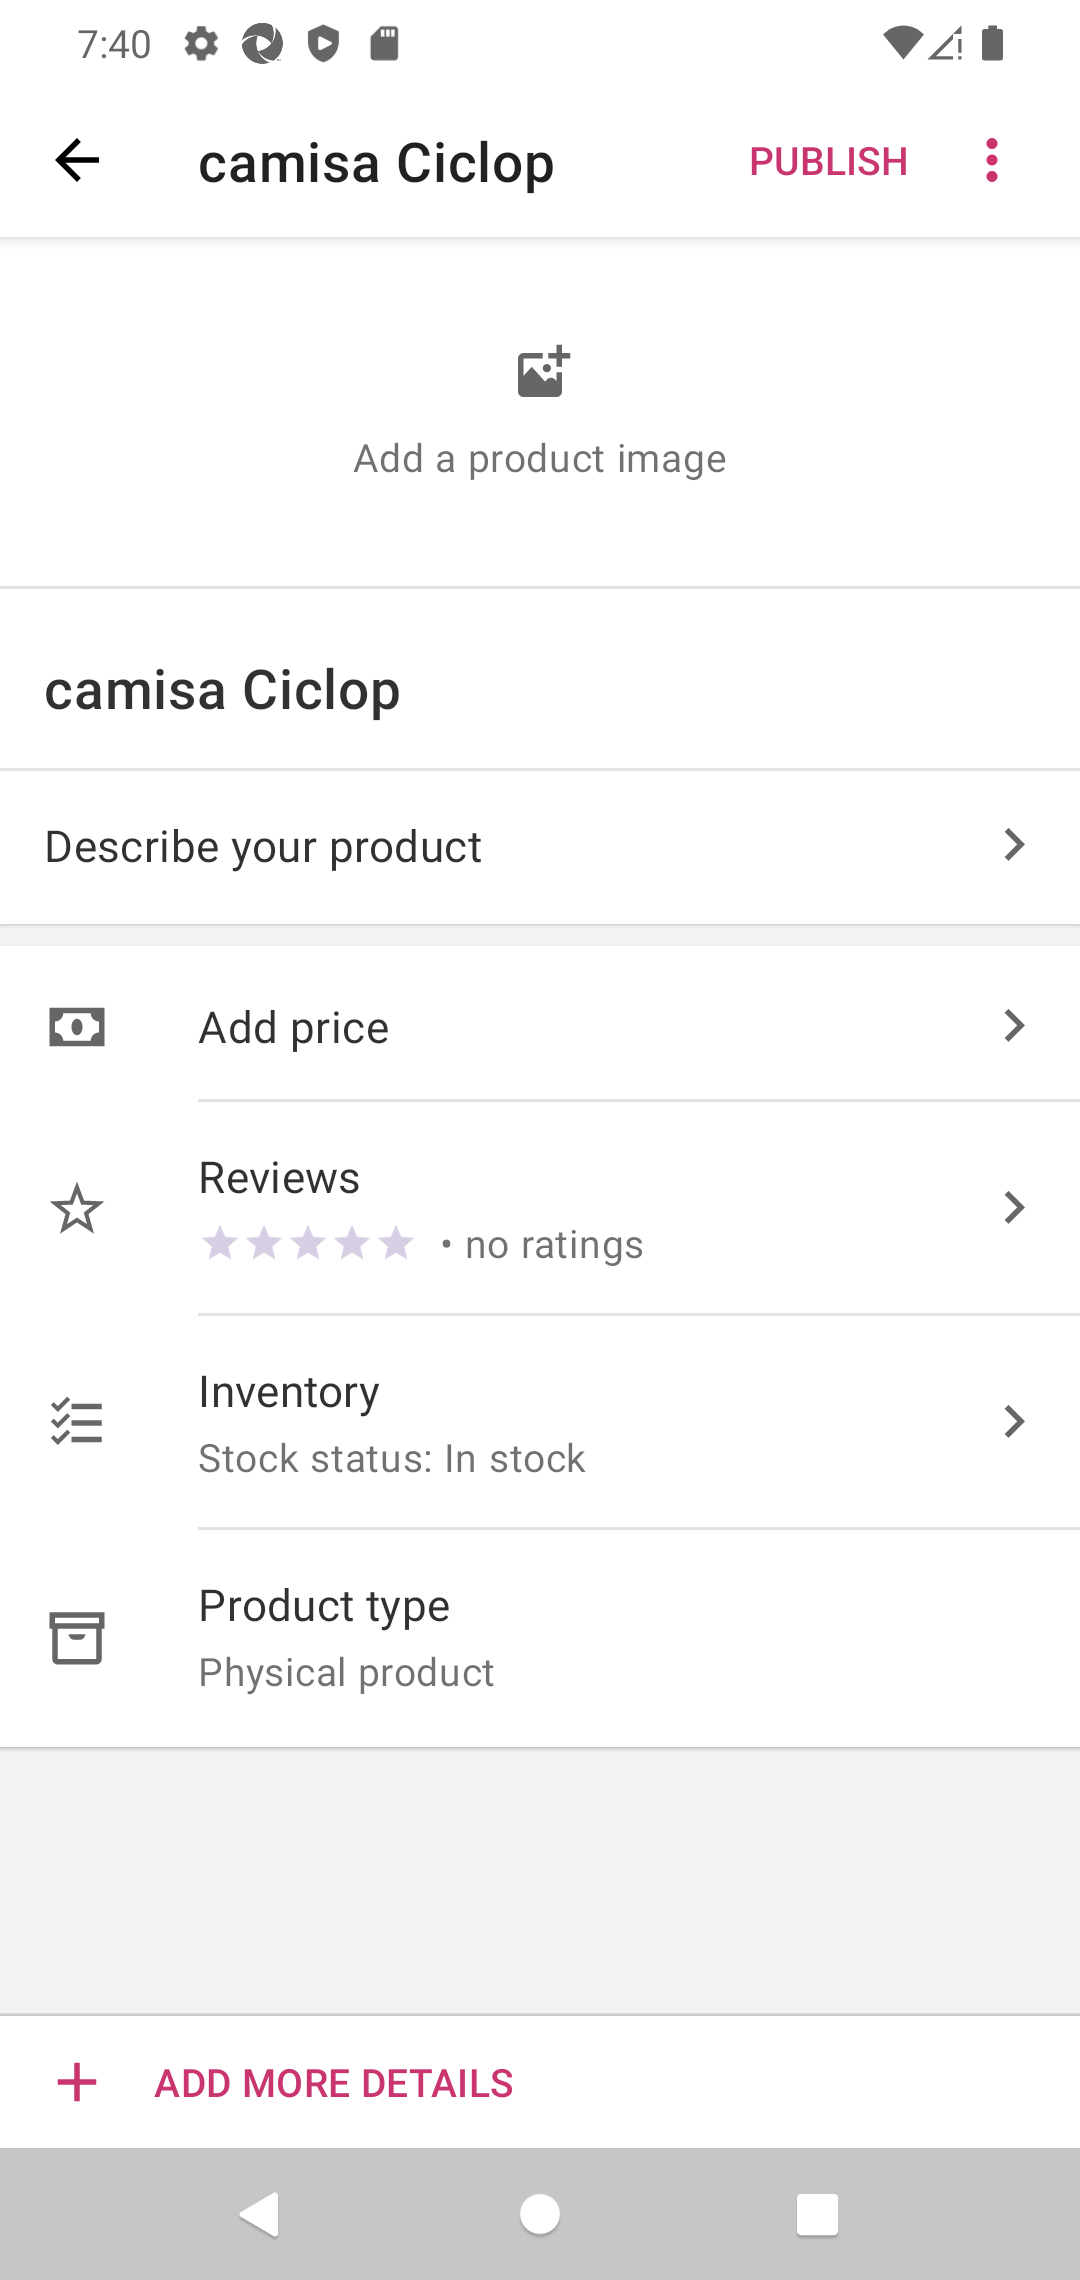 7:40
camisa Ciclop
PUBLISH
Add a product image
camisa Ciclop
Describe your product
Add price
Reviews
• no ratings
Inventory
Stock status: In stock
Product type
Physical product
ADD MORE DETAILS